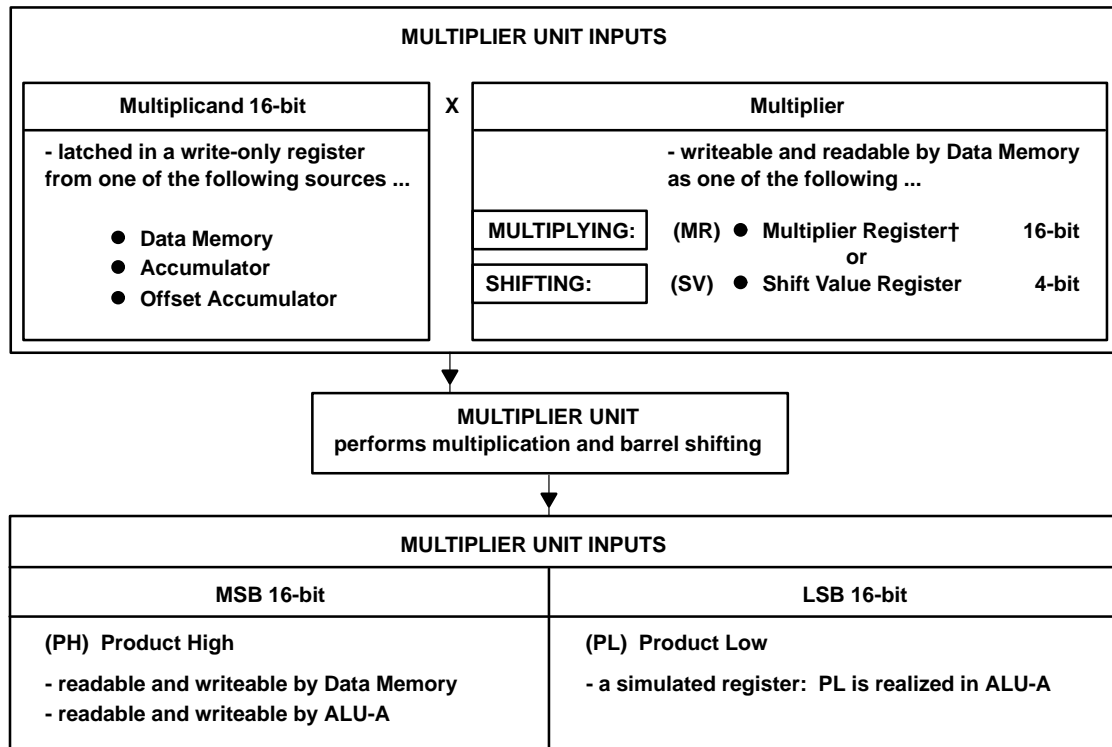 MULTIPLIER UNIT INPUTS
Multiplicand 16-bit
X
Multiplier
- latched in a write-only register
from one of the following sources ...
● Data Memory
● Accumulator
● Offset Accumulator
- writeable and readable by Data Memory
as one of the following ...
MULTIPLYING: (MR) ● Multiplier Register† 16-bit
or
SHIFTING: (SV) ● Shift Value Register 4-bit
MULTIPLIER UNIT
performs multiplication and barrel shifting
MULTIPLIER UNIT INPUTS
MSB 16-bit
(PH) Product High
- readable and writeable by Data Memory
- readable and writeable by ALU-A
LSB 16-bit
(PL) Product Low
- a simulated register: PL is realized in ALU-A